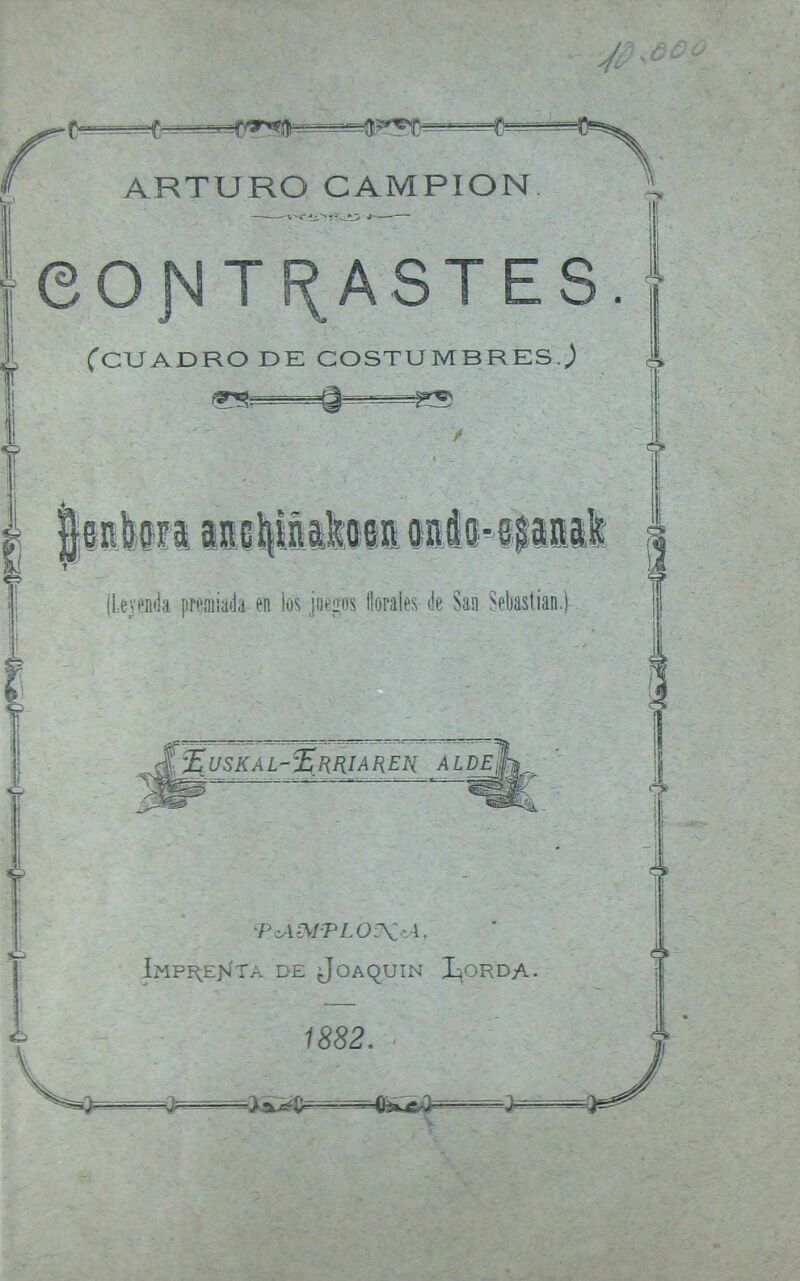 10.000
ARTURO CAMPION.
CONTRASTES.
(CUADRO DE COSTUMBRES.)
Denbora anchiñakoen ondo-esanak
(Leyenda premiada en los juegos florales de San Sebastian.)
EUSKAL-ERRIAREN ALDE
PAMPLONA,
IMPRENTA DE JOAQUIN LORDA.
1882.